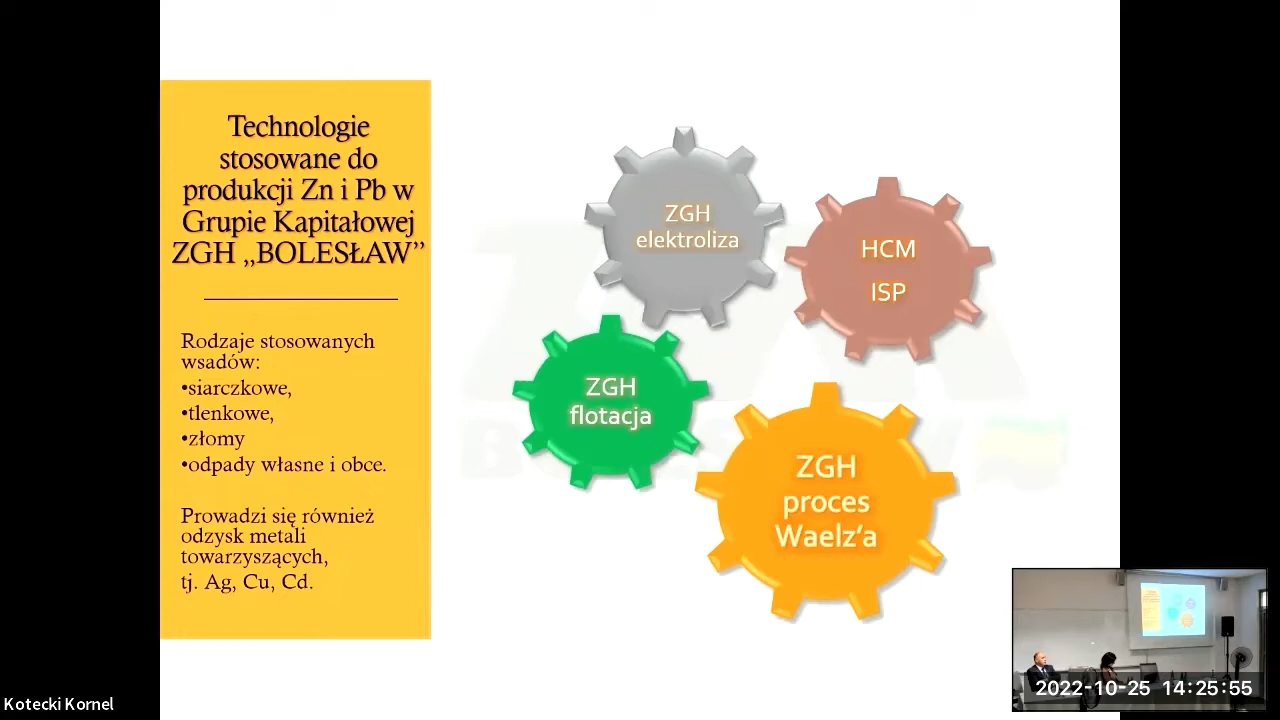 Technologie
stosowane do
produkcji Zn i Pb w
Grupie Kapitałowej
ZGH „BOLESŁAW”
Rodzaje stosowanych
wsadów:
•siarczkowe,
•tlenkowe,
•złomy
•odpady własne i obce.
Prowadzi się również
odzysk metali
towarzyszących,
tj. Ag, Cu, Cd.
ZGH
elektroliza
HCM
ISP
ZGH
flotacja
ZGH
proces
Waelz’a
2022-10-25 14:25:55
Kotecki Kornel